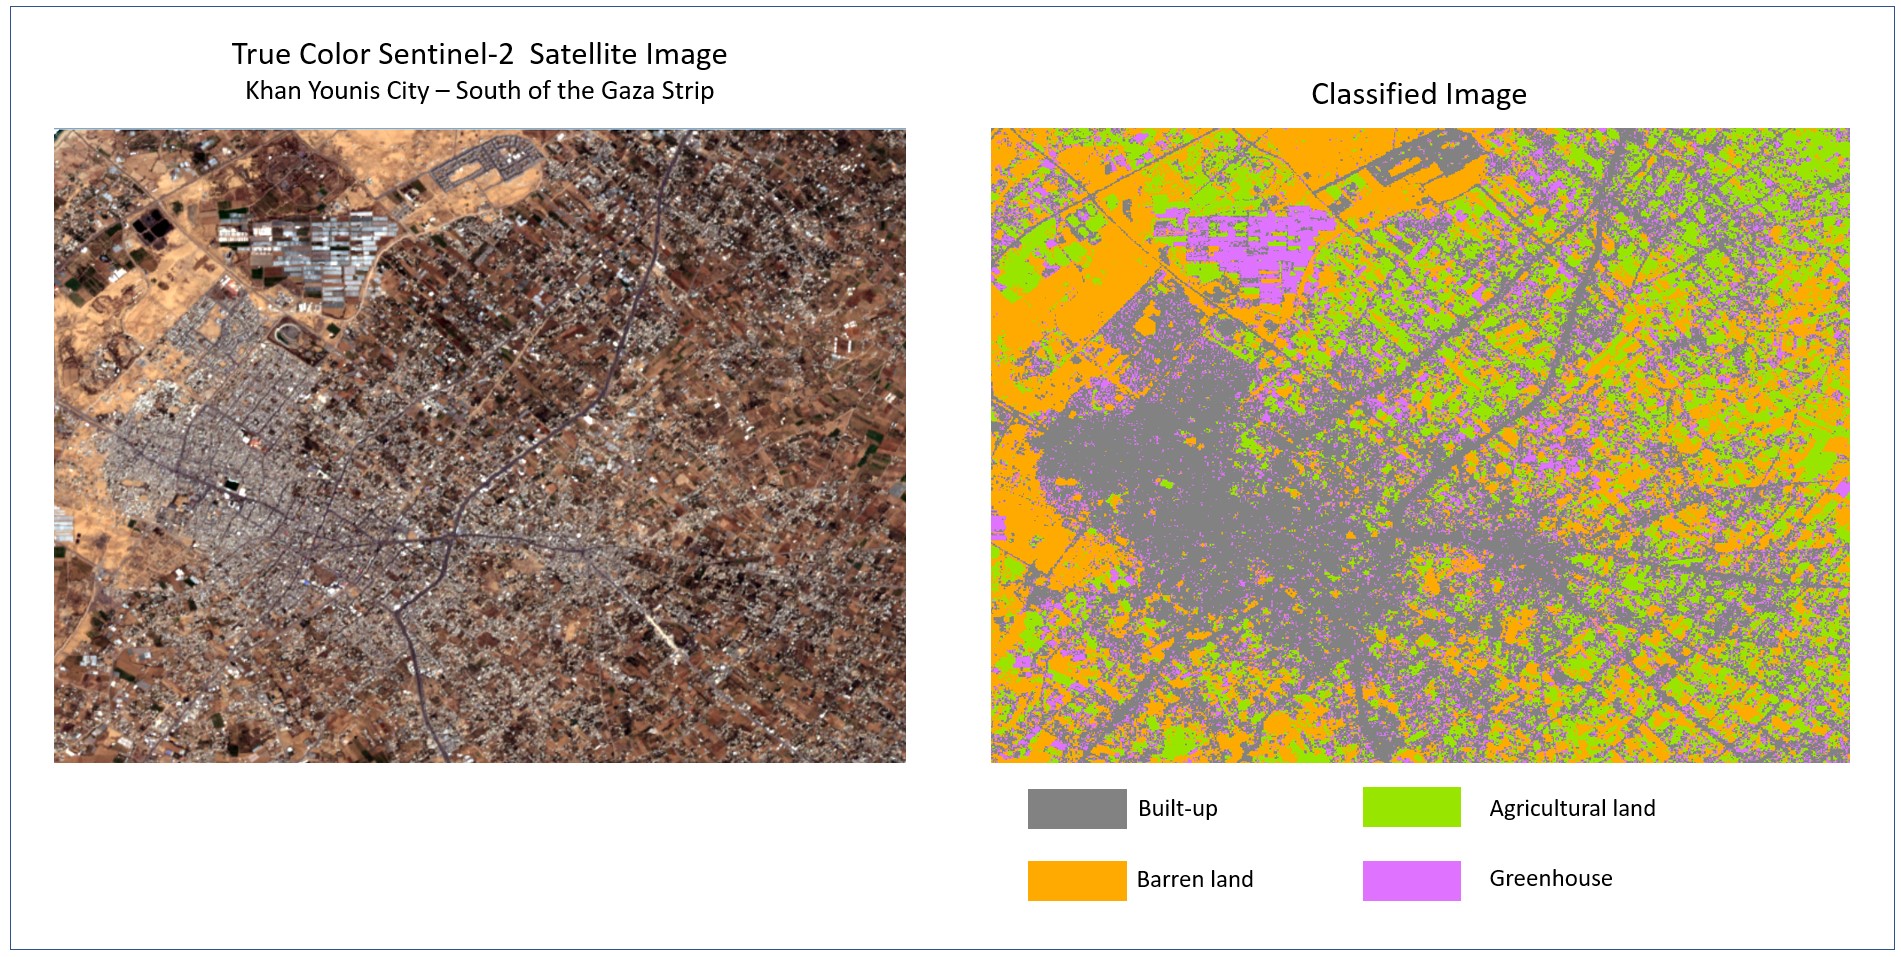 True Color Sentinel-2  Satellite Image
Khan Younis City – South of the Gaza Strip
Classified Image
Built-up
Agricultural land
Barren land
Greenhouse